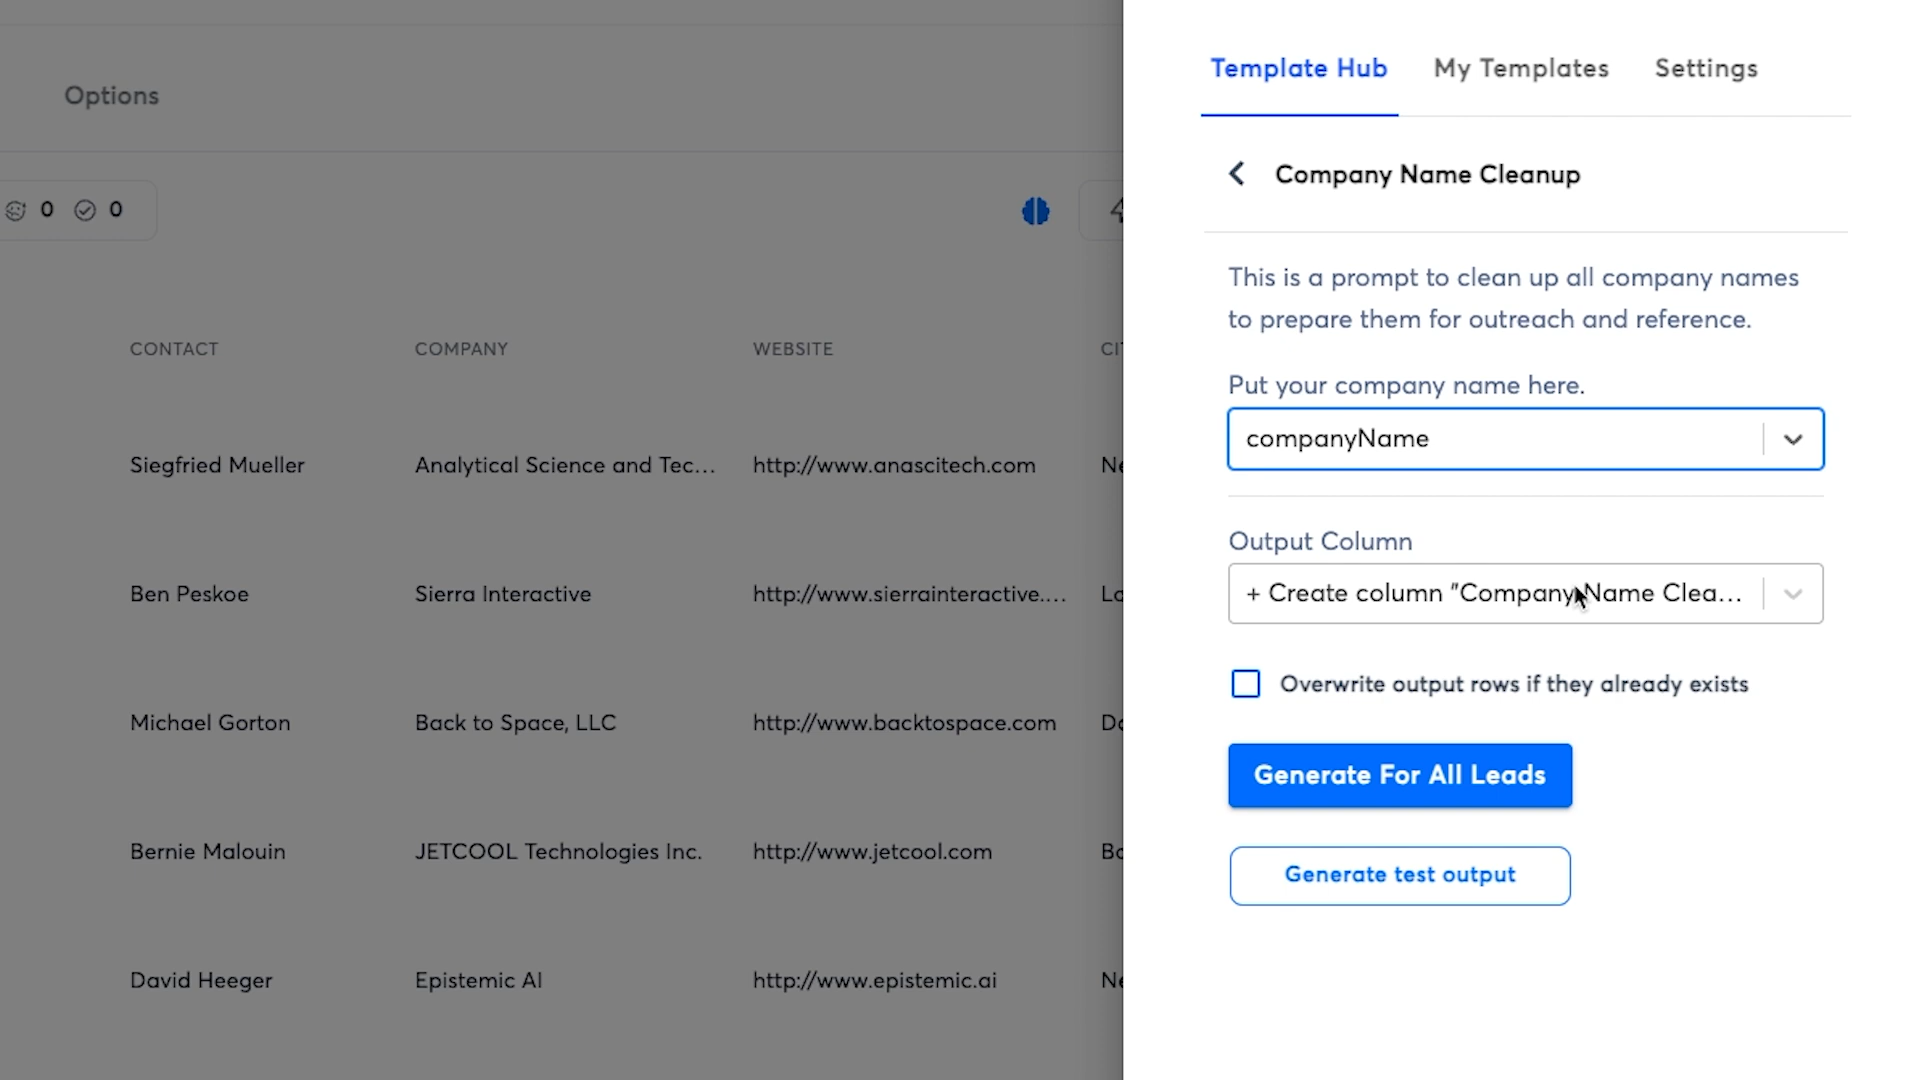 Options
0 0
CONTACT COMPANY WEBSITE
Siegfried Mueller Analytical Science and Tec... http://www.anascitech.com Ne
Ben Peskoe Sierra Interactive http://www.sierrainteractive.... Lo
Michael Gorton Back to Space, LLC http://www.backtospace.com
Bernie Malouin JETCOOL Technologies Inc. http://www.jetcool.com
David Heeger Epistemic AI http://www.epistemic.ai Ne
Template Hub My Templates Settings
Company Name Cleanup
This is a prompt to clean up all company names
to prepare them for outreach and reference.
Put your company name here.
companyName
Output Column
+ Create column "Company Name Clea...
Overwrite output rows if they already exists
Generate For All Leads
Generate test output